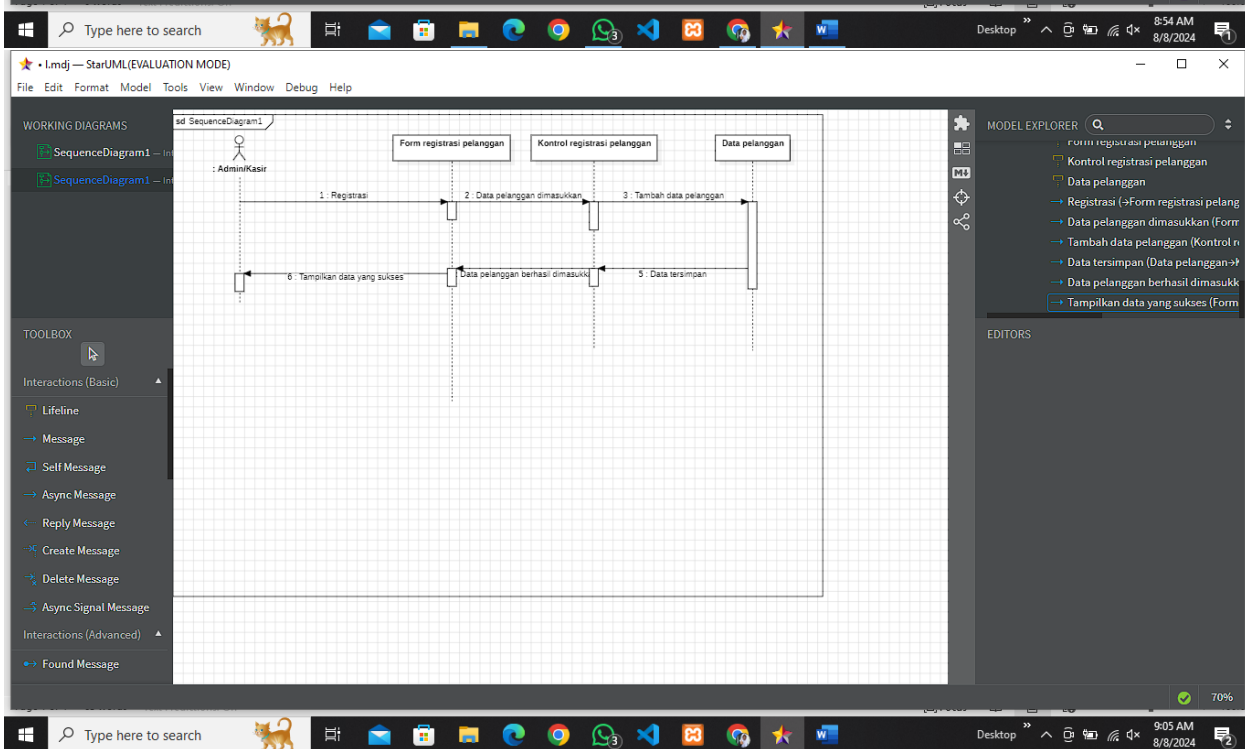 Type here to search
3
Desktop
8:54 AM
8/8/2024
1
• I.mdj — StarUML(EVALUATION MODE)
File Edit Format Model Tools View Window Debug Help
WORKING DIAGRAMS
SequenceDiagram1 — Int
SequenceDiagram1 — Int
sd SequenceDiagram1
: Admin/Kasir
Form registrasi pelanggan
Kontrol registrasi pelanggan
Data pelanggan
1 : Registrasi
2 : Data pelanggan dimasukkan
3 : Tambah data pelanggan
6 : Tampilkan data yang sukses
Data pelanggan berhasil dimasukk
5 : Data tersimpan
MODEL EXPLORER
Form registrasi pelanggan
Kontrol registrasi pelanggan
Data pelanggan
Registrasi (→Form registrasi pelang
Data pelanggan dimasukkan (Form
Tambah data pelanggan (Kontrol r
Data tersimpan (Data pelanggan→
Data pelanggan berhasil dimasukk
Tampilkan data yang sukses (Form
EDITORS
TOOLBOX
Interactions (Basic)
Lifeline
Message
Self Message
Async Message
Reply Message
Create Message
Delete Message
Async Signal Message
Interactions (Advanced)
Found Message
70%
Type here to search
3
Desktop
9:05 AM
8/8/2024
2